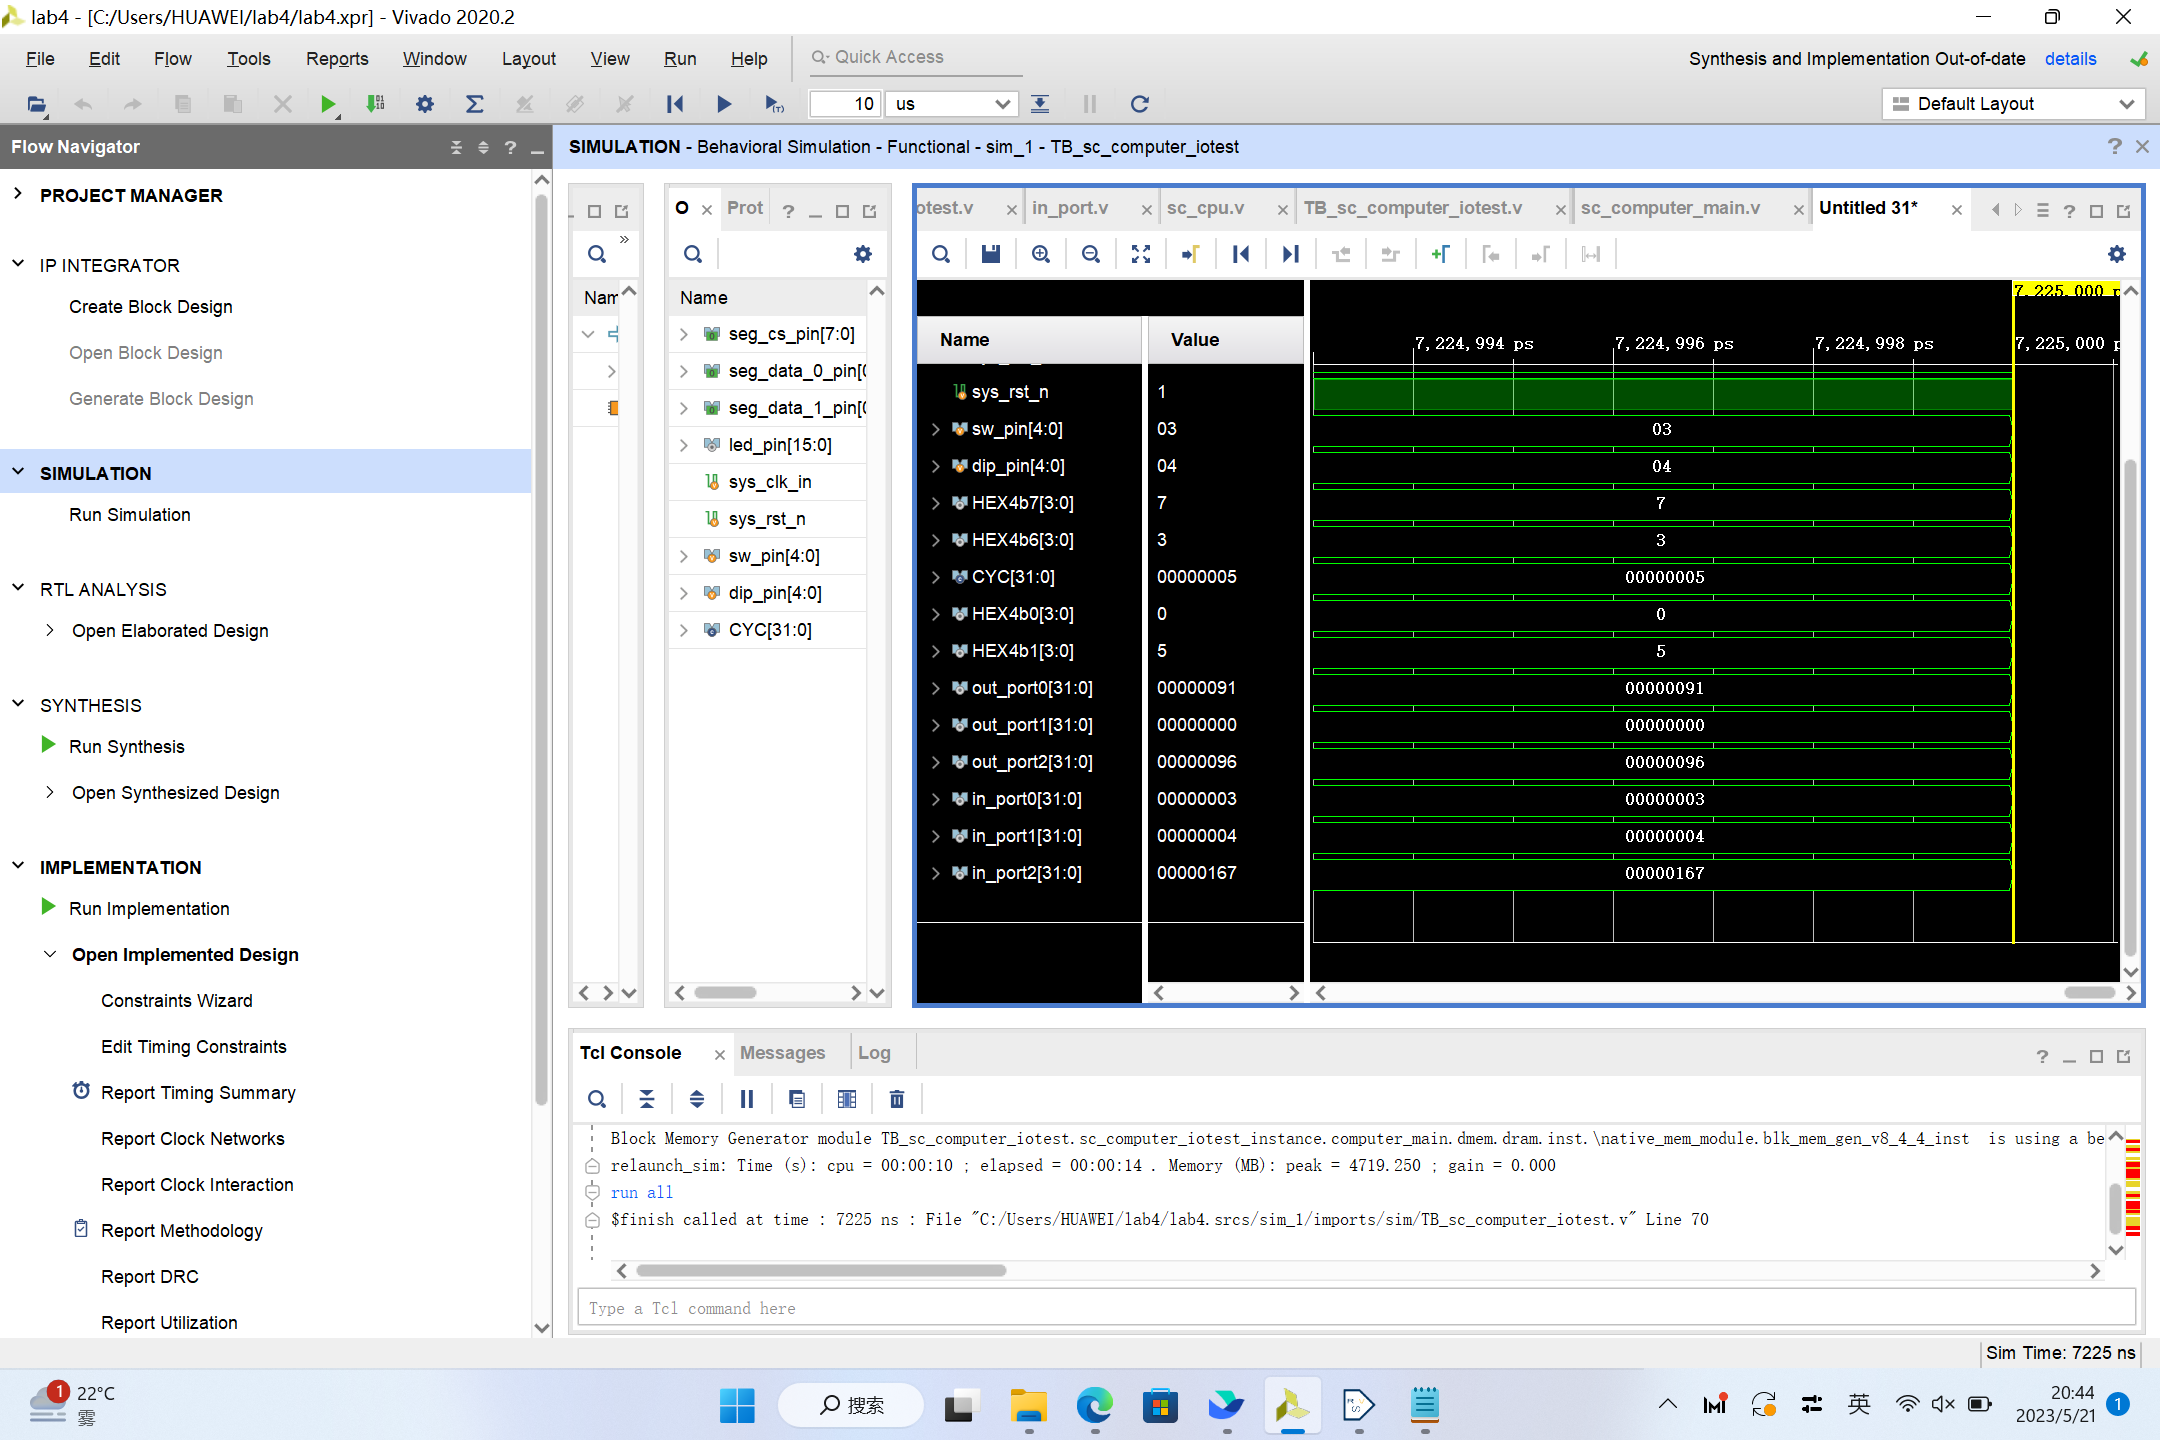 lab4 - [C:/Users/HUAWEI/lab4/lab4.xpr] - Vivado 2020.2
File Edit Flow Tools Reports Window Layout View Run Help Quick Access
Synthesis and Implementation Out-of-date details
10 us
Default Layout
Flow Navigator
PROJECT MANAGER
IP INTEGRATOR
Create Block Design
Open Block Design
Generate Block Design
SIMULATION
Run Simulation
RTL ANALYSIS
Open Elaborated Design
SYNTHESIS
Run Synthesis
Open Synthesized Design
IMPLEMENTATION
Run Implementation
Open Implemented Design
Constraints Wizard
Edit Timing Constraints
Report Timing Summary
Report Clock Networks
Report Clock Interaction
Report Methodology
Report DRC
Report Utilization
SIMULATION - Behavioral Simulation - Functional - sim_1 - TB_sc_computer_iotest
Nam
O Prot
Name
seg_cs_pin[7:0]
seg_data_0_pin[
seg_data_1_pin[
led_pin[15:0]
sys_clk_in
sys_rst_n
sw_pin[4:0]
dip_pin[4:0]
CYC[31:0]
otest.v in_port.v sc_cpu.v TB_sc_computer_iotest.v sc_computer_main.v Untitled 31*
7,225,000 p
Name Value 7,224,994 ps 7,224,996 ps 7,224,998 ps 7,225,000 p
sys_rst_n 1
sw_pin[4:0] 03 03
dip_pin[4:0] 04 04
HEX4b7[3:0] 7 7
HEX4b6[3:0] 3 3
CYC[31:0] 00000005 00000005
HEX4b0[3:0] 0 0
HEX4b1[3:0] 5 5
out_port0[31:0] 00000091 00000091
out_port1[31:0] 00000000 00000000
out_port2[31:0] 00000096 00000096
in_port0[31:0] 00000003 00000003
in_port1[31:0] 00000004 00000004
in_port2[31:0] 00000167 00000167
Tcl Console Messages Log
Block Memory Generator module TB_sc_computer_iotest.sc_computer_iotest_instance.computer_main.dmem.dram.inst.\native_mem_module.blk_mem_gen_v8_4_4_inst  is using a be
relaunch_sim: Time (s): cpu = 00:00:10 ; elapsed = 00:00:14 . Memory (MB): peak = 4719.250 ; gain = 0.000
run all
$finish called at time : 7225 ns : File "C:/Users/HUAWEI/lab4/lab4.srcs/sim_1/imports/sim/TB_sc_computer_iotest.v" Line 70
Type a Tcl command here
Sim Time: 7225 ns
1
22°C
雾
搜索
英
20:44
2023/5/21
1